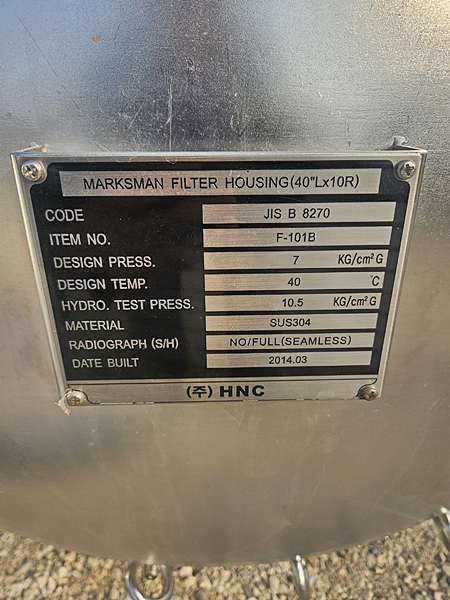 MARKSMAN FILTER HOUSING(40"Lx10R)
CODE JIS B 8270
ITEM NO. F-101B
DESIGN PRESS. 7 KG/cm² G
DESIGN TEMP. 40 °C
HYDRO. TEST PRESS. 10.5 KG/cm² G
MATERIAL SUS304
RADIOGRAPH (S/H) NO/FULL(SEAMLESS)
DATE BUILT 2014.03
(주) HNC